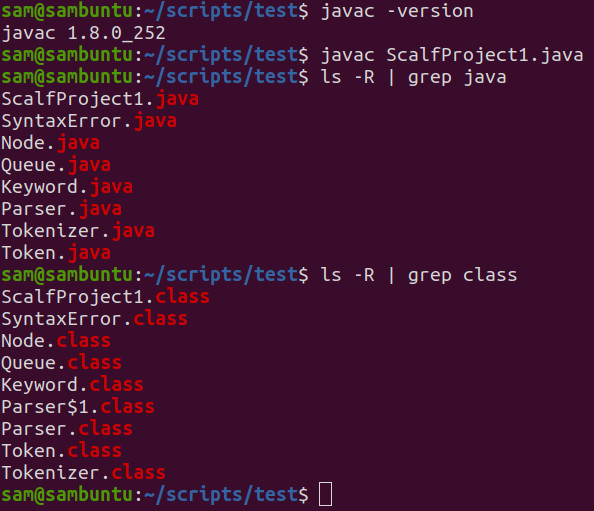 sam@sambuntu:~/scripts/test$ javac -version
javac 1.8.0_252
sam@sambuntu:~/scripts/test$ javac ScalfProject1.java
sam@sambuntu:~/scripts/test$ ls -R | grep java
ScalfProject1.java
SyntaxError.java
Node.java
Queue.java
Keyword.java
Parser.java
Tokenizer.java
Token.java
sam@sambuntu:~/scripts/test$ ls -R | grep class
ScalfProject1.class
SyntaxError.class
Node.class
Queue.class
Keyword.class
Parser$1.class
Parser.class
Token.class
Tokenizer.class
sam@sambuntu:~/scripts/test$